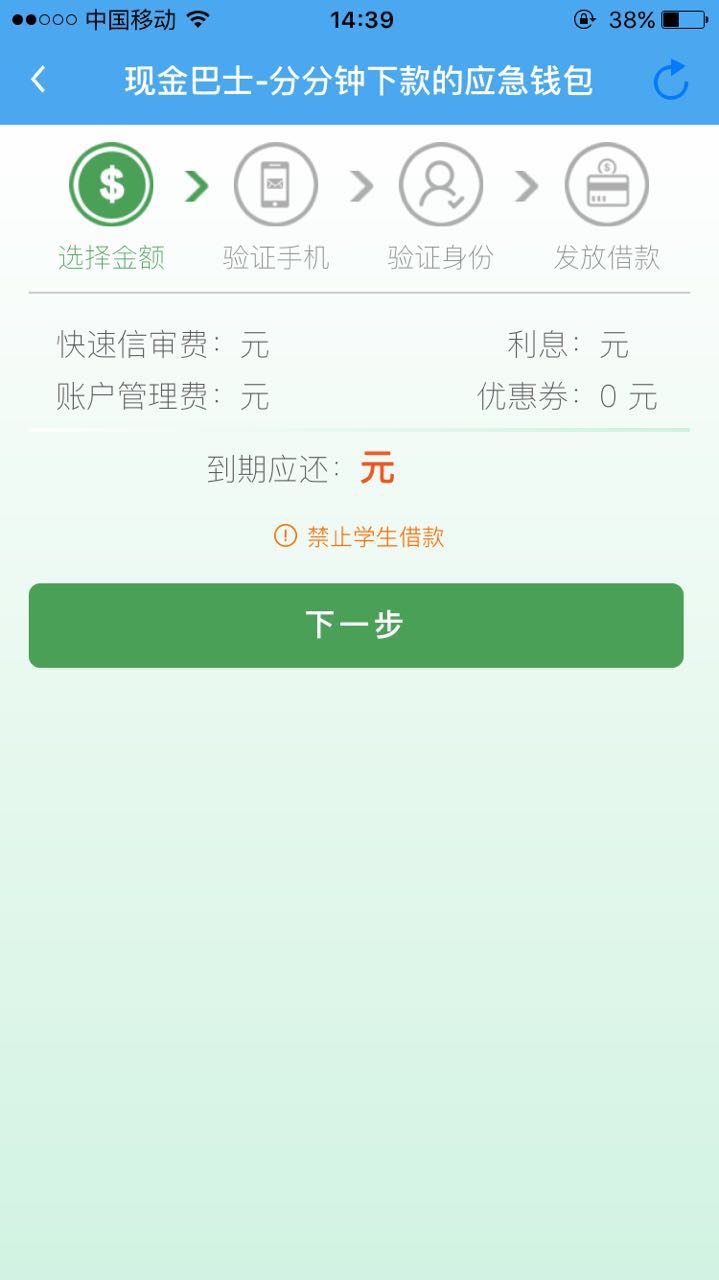 中国移动 14:39 38%
现金巴士-分分钟下款的应急钱包
选择金额 验证手机 验证身份 发放借款
快速信审费：元 利息：元
账户管理费：元 优惠券：0 元
到期应还：元
禁止学生借款
下一步